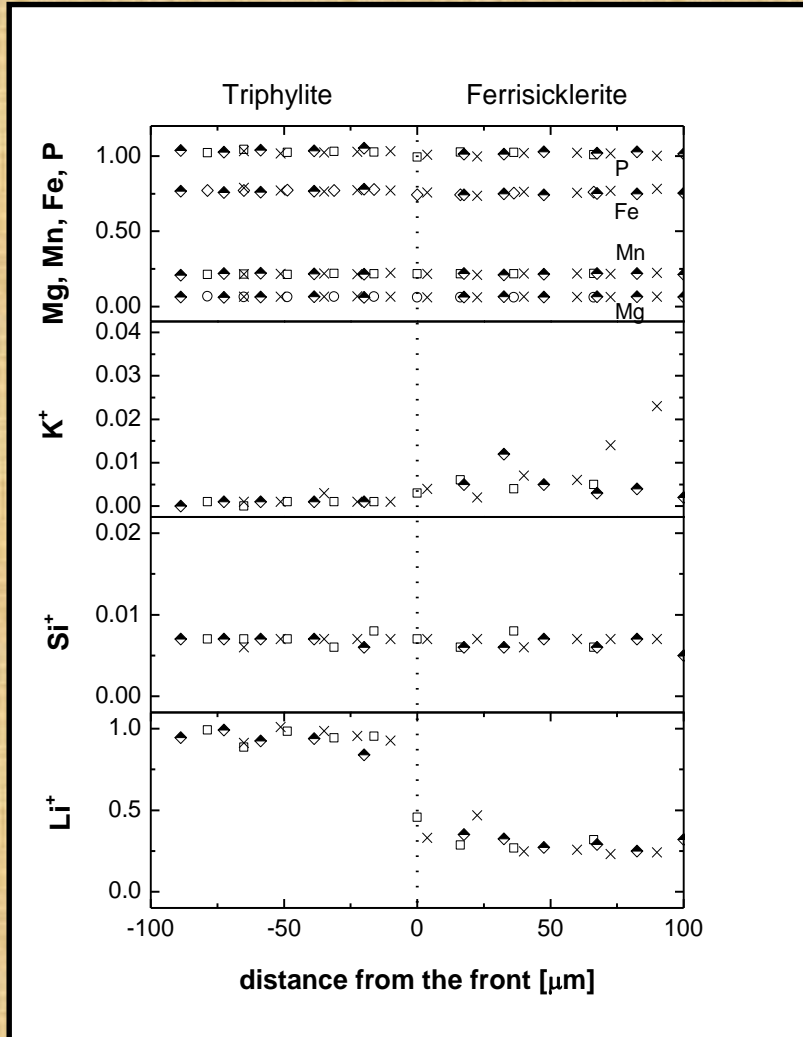 Triphylite Ferrisicklerite
Mg, Mn, Fe, P
1.00
0.50
0.00
P
Fe
Mn
Mg
K+
0.04
0.03
0.02
0.01
0.00
Si+
0.02
0.01
0.00
Li+
1.0
0.5
0.0
-100 -50 0 50 100
distance from the front [μm]